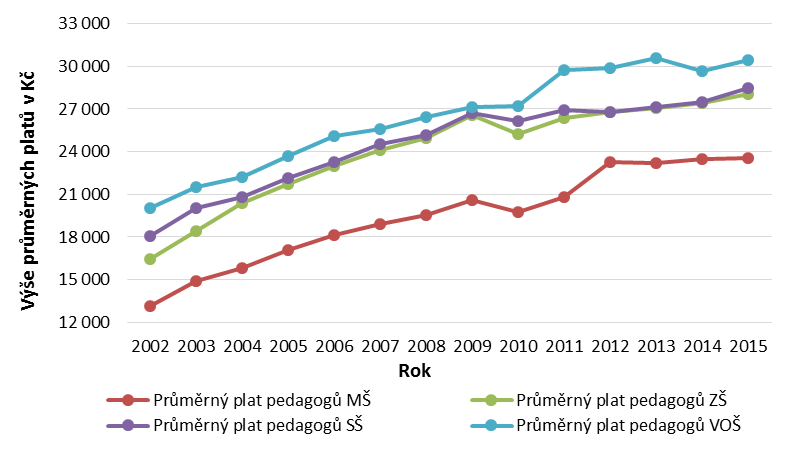 Výše průměrných platů v Kč
33 000
30 000
27 000
24 000
21 000
18 000
15 000
12 000
2002 2003 2004 2005 2006 2007 2008 2009 2010 2011 2012 2013 2014 2015
Rok
Průměrný plat pedagogů MŠ Průměrný plat pedagogů ZŠ
Průměrný plat pedagogů SŠ Průměrný plat pedagogů VOŠ